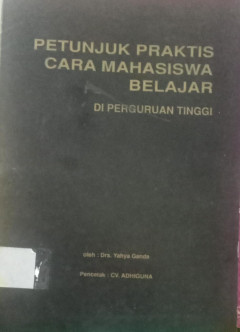 PETUNJUK PRAKTIS
CARA MAHASISWA
BELAJAR
DI PERGURUAN TINGGI
oleh : Drs. Yahya Ganda
Penerbit : CV. ADHIGUNA